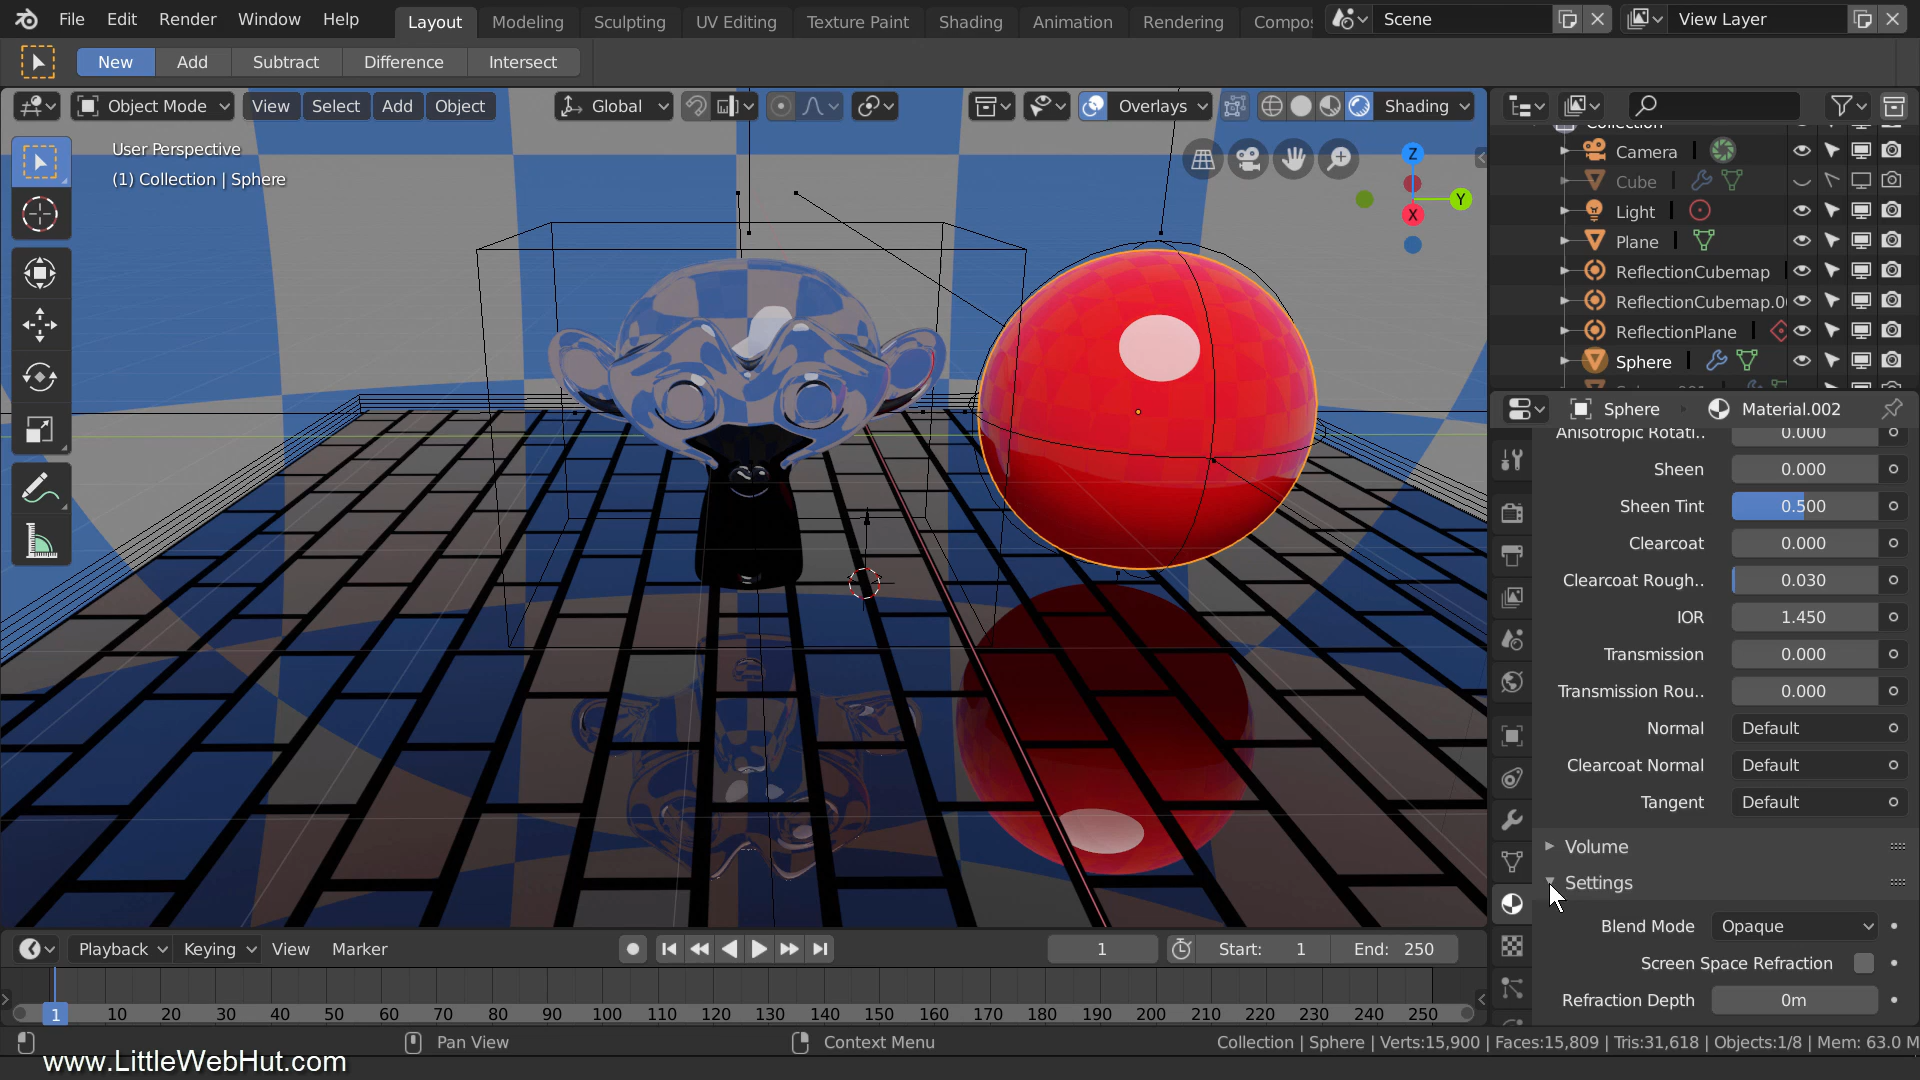 File Edit Render Window Help Layout Modeling Sculpting UV Editing Texture Paint Shading Animation Rendering Compos Scene View Layer
New Add Subtract Difference Intersect
Object Mode View Select Add Object Global Overlays Shading
User Perspective
(1) Collection | Sphere
Z
Y
X
Collection
Camera
Cube
Light
Plane
ReflectionCubemap
ReflectionCubemap.0
ReflectionPlane
Sphere
Sphere Material.002
Anisotropic Rotati.. 0.000
Sheen 0.000
Sheen Tint 0.500
Clearcoat 0.000
Clearcoat Rough.. 0.030
IOR 1.450
Transmission 0.000
Transmission Rou.. 0.000
Normal Default
Clearcoat Normal Default
Tangent Default
Volume
Settings
Blend Mode Opaque
Screen Space Refraction
Refraction Depth 0m
Playback Keying View Marker 1 Start: 1 End: 250
1 10 20 30 40 50 60 70 80 90 100 110 120 130 140 150 160 170 180 190 200 210 220 230 240 250
Pan View Context Menu Collection | Sphere | Verts:15,900 | Faces:15,809 | Tris:31,618 | Objects:1/8 | Mem: 63.0 M
www.LittleWebHut.com